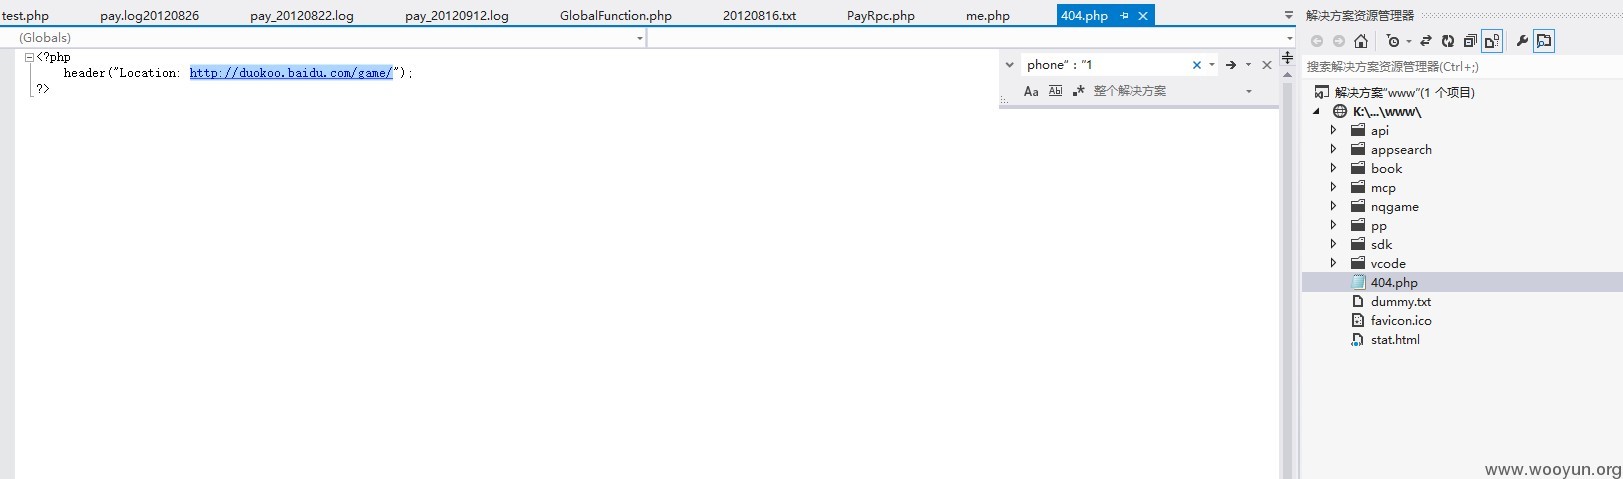 test.php pay.log20120826 pay_20120822.log pay_20120912.log GlobalFunction.php 20120816.txt PayRpc.php me.php 404.php
(Globals)
<?php
header("Location: http://duokoo.baidu.com/game/");
?>
phone" : "1
Aa Ab .* 整个解决方案
解决方案资源管理器
搜索解决方案资源管理器(Ctrl+;)
解决方案"www"(1 个项目)
K:\...\www\
api
appsearch
book
mcp
nqgame
pp
sdk
vcode
404.php
dummy.txt
favicon.ico
stat.html
www.wooyun.org